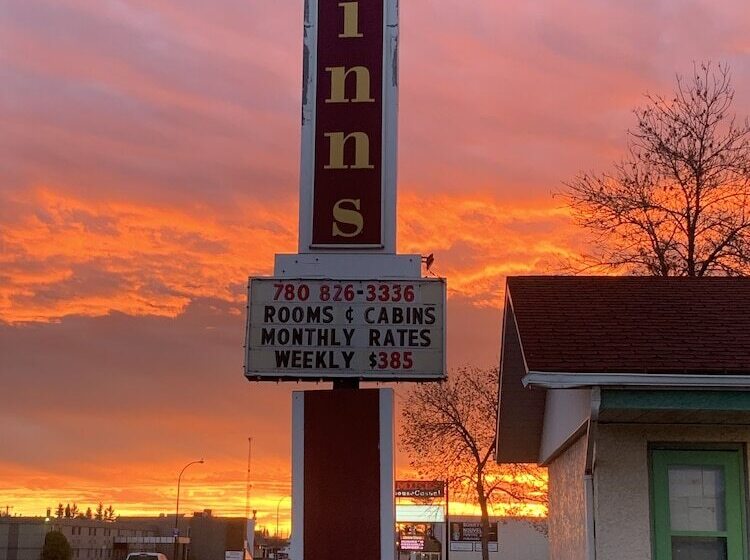 inns
780 826-3336
ROOMS & CABINS
MONTHLY RATES
WEEKLY $385